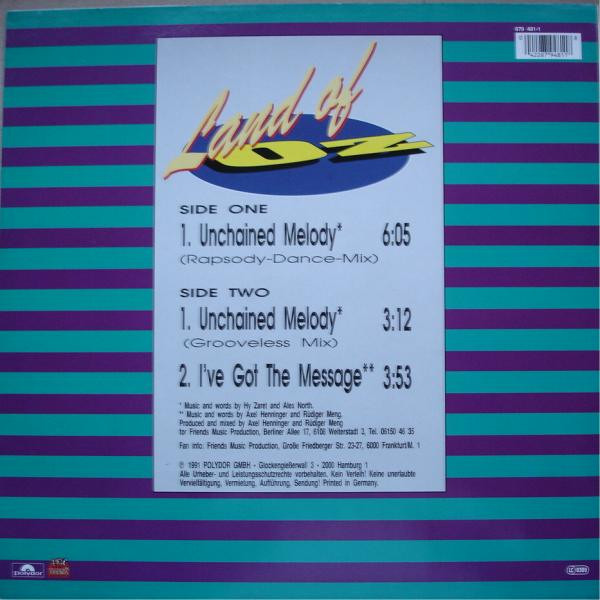 879 481-1
Land of
OZ
SIDE ONE
1. Unchained Melody* 6:05
(Rapsody-Dance-Mix)
SIDE TWO
1. Unchained Melody* 3:12
(Grooveless Mix)
2. I've Got The Message** 3:53
* Music and words by Hy Zaret and Alex North.
** Music and words by Axel Henninger and Rüdiger Meng.
Produced and mixed by Axel Henninger and Rüdiger Meng
for Friends Music Production, Berliner Allee 17, 6108 Weiterstadt 3, Tel. 06150 46 35
Fan info: Friends Music Production, Große Friedberger Str. 23-27, 6000 Frankfurt/M. 1
℗ 1991 POLYDOR GMBH - Glockengießerwall 3 - 2000 Hamburg 1
Alle Urheber- und Leistungsschutzrechte vorbehalten. Kein Verleih! Keine unerlaubte
Vervielfältigung, Vermietung, Aufführung, Sendung! Printed in Germany.
polydor
LC 0309